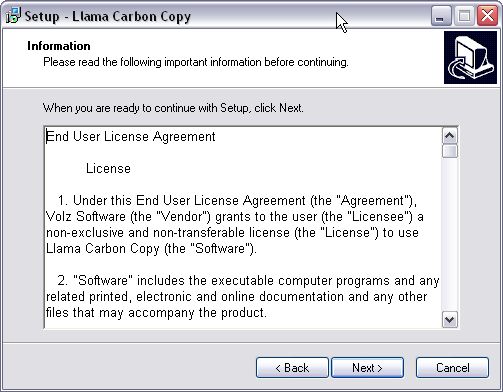 Setup - Llama Carbon Copy
Information
Please read the following important information before continuing.
When you are ready to continue with Setup, click Next.
End User License Agreement
License
1. Under this End User License Agreement (the "Agreement"),
Volz Software (the "Vendor") grants to the user (the "Licensee") a
non-exclusive and non-transferable license (the "License") to use
Llama Carbon Copy (the "Software").
2. "Software" includes the executable computer programs and any
related printed, electronic and online documentation and any other
files that may accompany the product.
< Back
Next >
Cancel